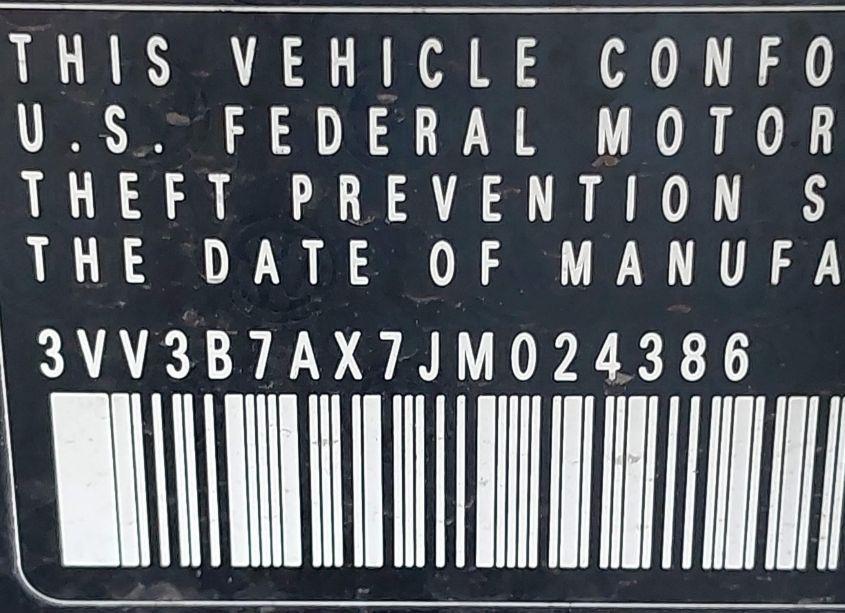 THIS VEHICLE CONFO
U.S. FEDERAL MOTOR
THEFT PREVENTION S
THE DATE OF MANUFA
3VV3B7AX7JM024386